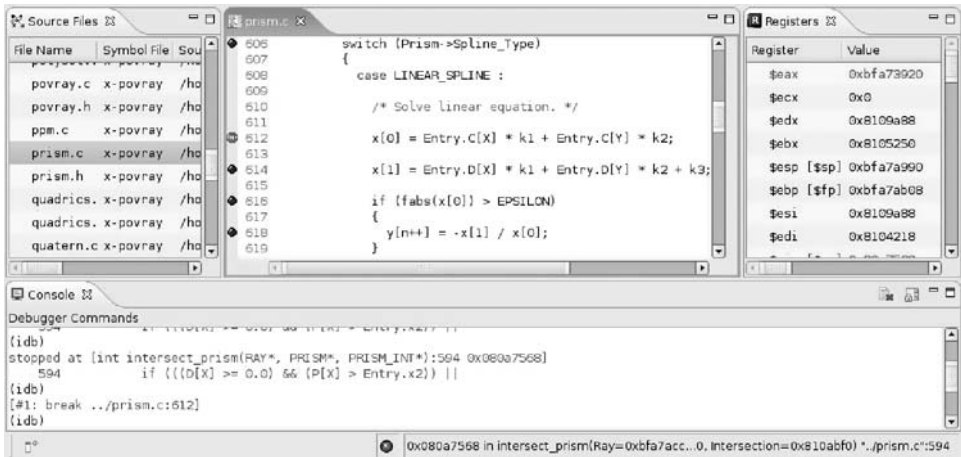 Source Files
File Name Symbol File Sou
povray.c x-povray /ho
povray.h x-povray /ho
ppm.c x-povray /ho
prism.c x-povray /ho
prism.h x-povray /ho
quadrics. x-povray /ho
quadrics. x-povray /ho
quatern.c x-povray /ho
prism.c
606 switch (Prism->Spline_Type)
607 {
608 case LINEAR_SPLINE :
609
610 /* Solve linear equation. */
611
612 x[0] = Entry.C[X] * k1 + Entry.C[Y] * k2;
613
614 x[1] = Entry.D[X] * k1 + Entry.D[Y] * k2 + k3;
615
616 if (fabs(x[0]) > EPSILON)
617 {
618 y[n++] = -x[1] / x[0];
619 }
Registers
Register Value
$eax 0xbfa73920
$ecx 0x0
$edx 0x8109a88
$ebx 0x8105250
$esp [$sp] 0xbfa7a990
$ebp [$fp] 0xbfa7ab08
$esi 0x8109a88
$edi 0x8104218
Console
Debugger Commands
594 if (((D[X] >= 0.0) && (P[X] > Entry.x2)) ||
(idb)
stopped at [int intersect_prism(RAY*, PRISM*, PRISM_INT*):594 0x080a7568]
594 if (((D[X] >= 0.0) && (P[X] > Entry.x2)) ||
(idb)
[#1: break ../prism.c:612]
(idb)
0x080a7568 in intersect_prism(Ray=0xbfa7acc...0, Intersection=0x810abf0) "../prism.c":594